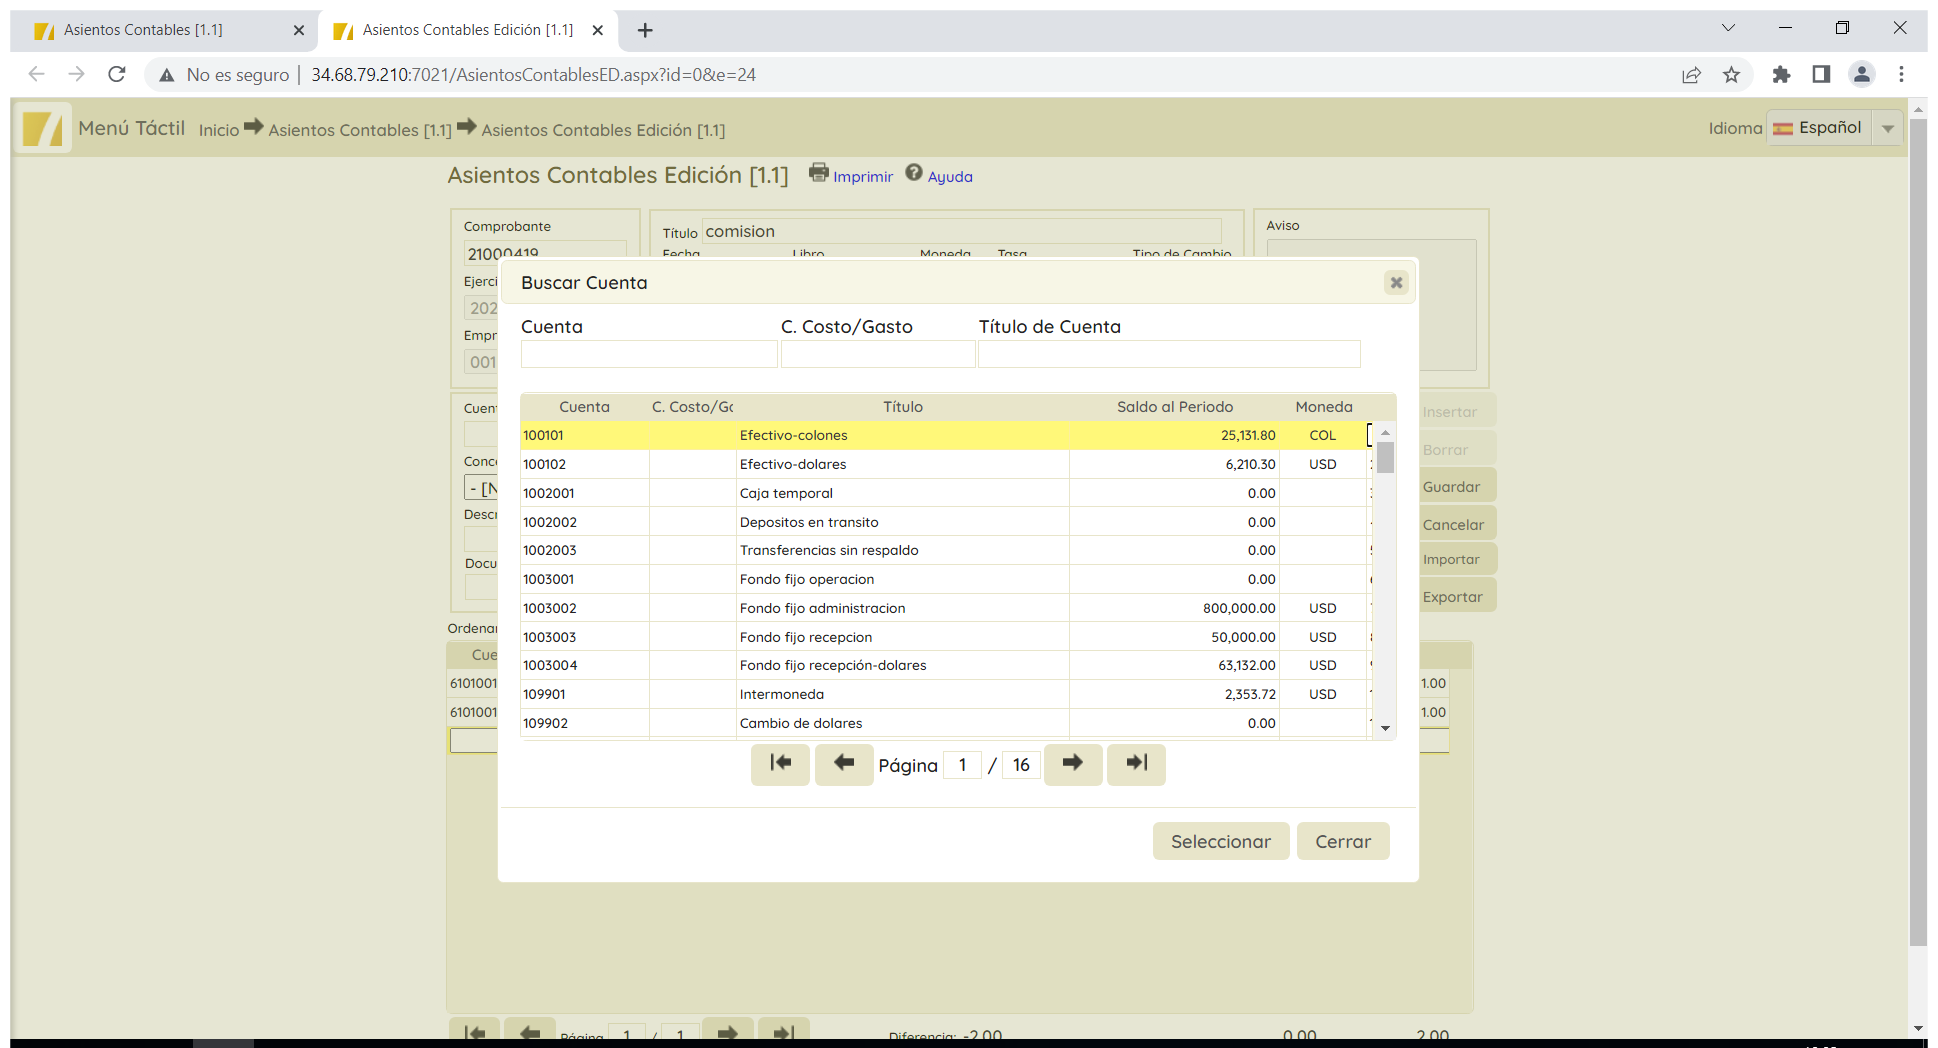 Asientos Contables [1.1]
Asientos Contables Edición [1.1]
No es seguro | 34.68.79.210:7021/AsientosContablesED.aspx?id=0&e=24
Menú Táctil Inicio Asientos Contables [1.1] Asientos Contables Edición [1.1]
Idioma Español
Asientos Contables Edición [1.1] Imprimir Ayuda
Comprobante
21000419
Título comision
Fecha Libro Moneda Tasa Tipo de Cambio
Aviso
Buscar Cuenta
Cuenta C. Costo/Gasto Título de Cuenta
Cuenta C. Costo/Ga Título Saldo al Periodo Moneda
100101 Efectivo-colones 25,131.80 COL
100102 Efectivo-dolares 6,210.30 USD
1002001 Caja temporal 0.00
1002002 Depositos en transito 0.00
1002003 Transferencias sin respaldo 0.00
1003001 Fondo fijo operacion 0.00
1003002 Fondo fijo administracion 800,000.00 USD
1003003 Fondo fijo recepcion 50,000.00 USD
1003004 Fondo fijo recepción-dolares 63,132.00 USD
109901 Intermoneda 2,353.72 USD
109902 Cambio de dolares 0.00
Página 1 / 16
Seleccionar Cerrar
Ejerci
202
Empr
001
Cuen
Conc
- [N
Descr
Docu
Ordenar
Cue
6101001 1.00
6101001 1.00
Insertar
Borrar
Guardar
Cancelar
Importar
Exportar
Página 1 / 1 Diferencia: -2.00 0.00 2.00